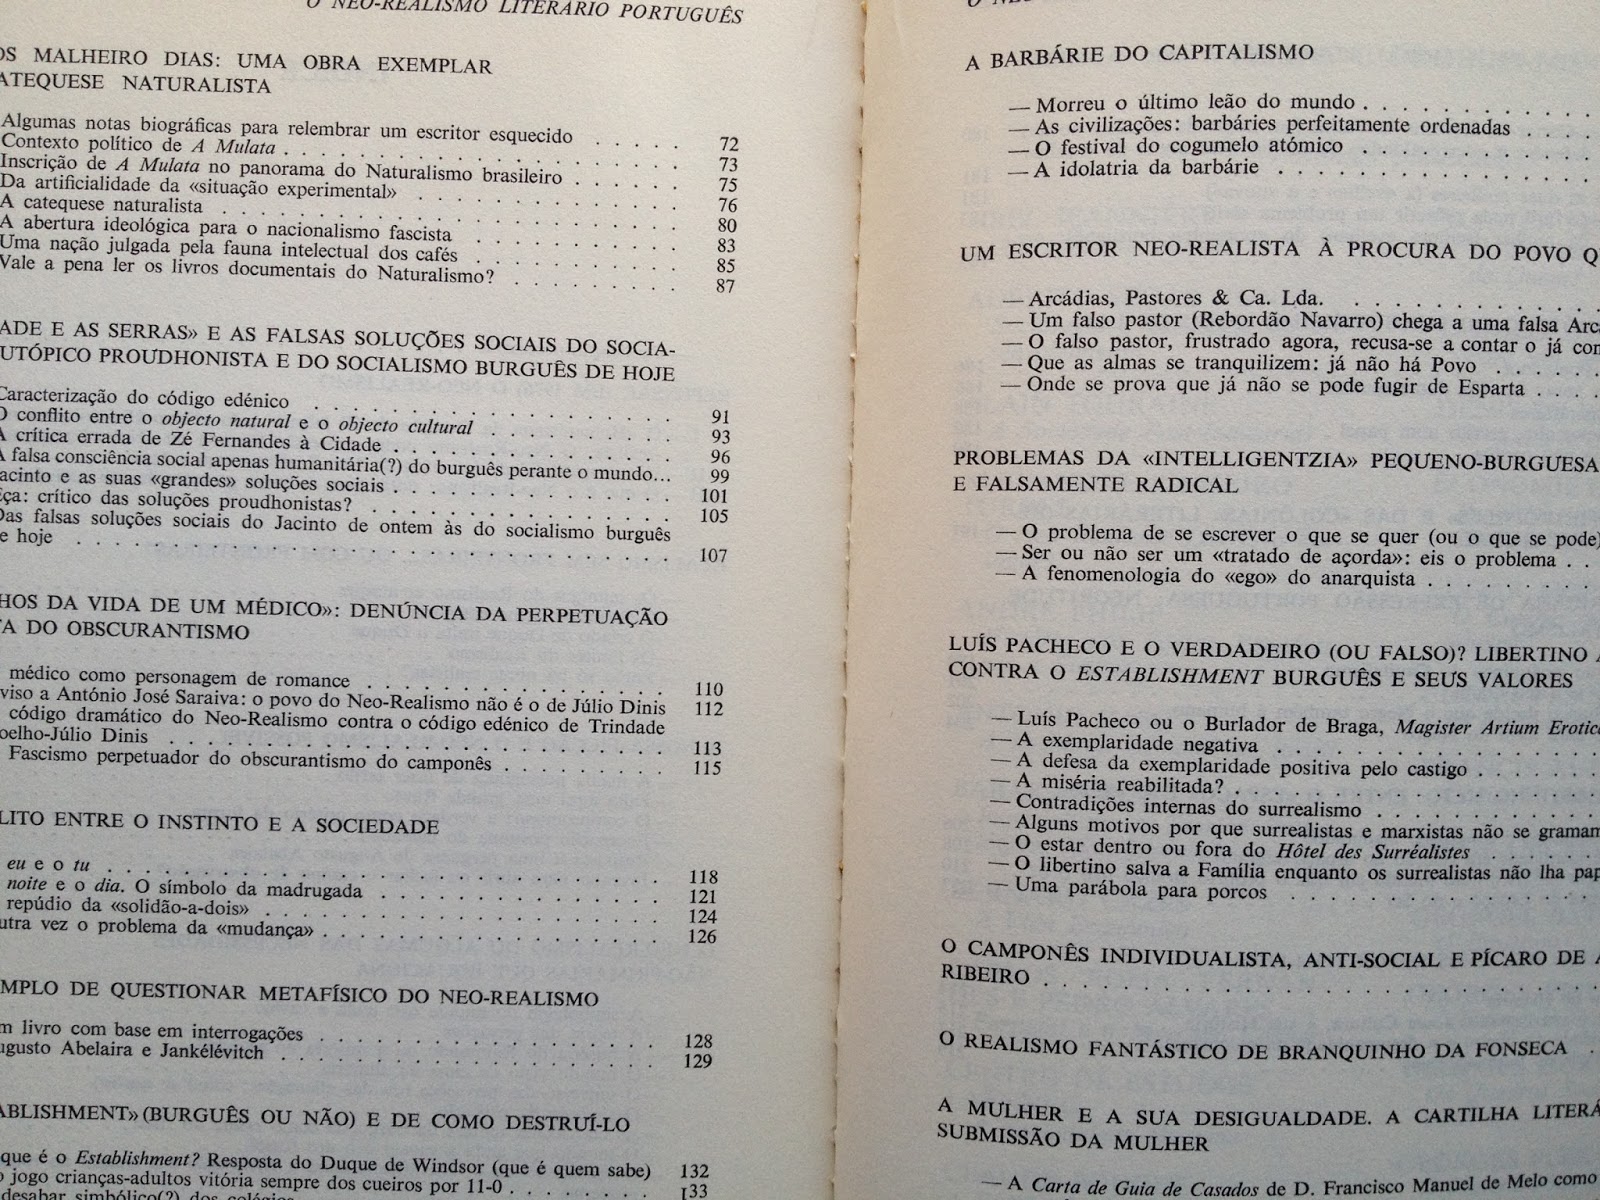 O NEO-REALISMO LITERÁRIO PORTUGUÊS
OS MALHEIRO DIAS: UMA OBRA EXEMPLAR
ATEQUESE NATURALISTA
Algumas notas biográficas para relembrar um escritor esquecido . . . . . 72
Contexto político de A Mulata . . . . . . . . . . . . . . . . . . 73
Inscrição de A Mulata no panorama do Naturalismo brasileiro . . . . . . 75
Da artificialidade da «situação experimental» . . . . . . . . . . . . 76
A catequese naturalista . . . . . . . . . . . . . . . . . . . . . 80
A abertura ideológica para o nacionalismo fascista . . . . . . . . . . 83
Uma nação julgada pela fauna intelectual dos cafés . . . . . . . . . . 85
Vale a pena ler os livros documentais do Naturalismo? . . . . . . . . 87
ADE E AS SERRAS» E AS FALSAS SOLUÇÕES SOCIAIS DO SOCIA-
UTÓPICO PROUDHONISTA E DO SOCIALISMO BURGUÊS DE HOJE
Caracterização do código edénico . . . . . . . . . . . . . . . . . 91
O conflito entre o objecto natural e o objecto cultural . . . . . . . . . 93
A crítica errada de Zé Fernandes à Cidade . . . . . . . . . . . . . . 96
A falsa consciência social apenas humanitária(?) do burguês perante o mundo... 99
Jacinto e as suas «grandes» soluções sociais . . . . . . . . . . . . . 101
Eça: crítico das soluções proudhonistas? . . . . . . . . . . . . . . 105
Das falsas soluções sociais do Jacinto de ontem às do socialismo burguês
e hoje . . . . . . . . . . . . . . . . . . . . . . . . . . . . 107
HOS DA VIDA DE UM MÉDICO»: DENÚNCIA DA PERPETUAÇÃO
TA DO OBSCURANTISMO
médico como personagem de romance . . . . . . . . . . . . . . . 110
viso a António José Saraiva: o povo do Neo-Realismo não é o de Júlio Dinis 112
código dramático do Neo-Realismo contra o código edénico de Trindade
oelho-Júlio Dinis . . . . . . . . . . . . . . . . . . . . . . . . 113
Fascismo perpetuador do obscurantismo do camponês . . . . . . . . . 115
LITO ENTRE O INSTINTO E A SOCIEDADE
eu e o tu . . . . . . . . . . . . . . . . . . . . . . . . . . . 118
noite e o dia. O símbolo da madrugada . . . . . . . . . . . . . . . 121
repúdio da «solidão-a-dois» . . . . . . . . . . . . . . . . . . . . 124
utra vez o problema da «mudança» . . . . . . . . . . . . . . . . . 126
MPLO DE QUESTIONAR METAFÍSICO DO NEO-REALISMO
m livro com base em interrogações . . . . . . . . . . . . . . . . . 128
ugusto Abelaira e Jankélévitch . . . . . . . . . . . . . . . . . . . 129
ABLISHMENT» (BURGUÊS OU NÃO) E DE COMO DESTRUÍ-LO
que é o Establishment? Resposta do Duque de Windsor (que é quem sabe) 132
o jogo crianças-adultos vitória sempre dos cueiros por 11-0 . . . . . . . 133
desabar simbólico(?) dos colégios
A BARBÁRIE DO CAPITALISMO
— Morreu o último leão do mundo . . . . . . . . . . .
— As civilizações: barbáries perfeitamente ordenadas . . . .
— O festival do cogumelo atómico . . . . . . . . . . . .
— A idolatria da barbárie . . . . . . . . . . . . . . .
UM ESCRITOR NEO-REALISTA À PROCURA DO POVO Q
— Arcádias, Pastores & Ca. Lda. . . . . . . . . . . . .
— Um falso pastor (Rebordão Navarro) chega a uma falsa Arc
— O falso pastor, frustrado agora, recusa-se a contar o já con
— Que as almas se tranquilizem: já não há Povo . . . . . .
— Onde se prova que já não se pode fugir de Esparta . . . .
PROBLEMAS DA «INTELLIGENTZIA» PEQUENO-BURGUESA
E FALSAMENTE RADICAL
— O problema de se escrever o que se quer (ou o que se pode)
— Ser ou não ser um «tratado de açorda»: eis o problema . .
— A fenomenologia do «ego» do anarquista . . . . . . . . .
LUÍS PACHECO E O VERDADEIRO (OU FALSO)? LIBERTINO A
CONTRA O ESTABLISHMENT BURGUÊS E SEUS VALORES
— Luís Pacheco ou o Burlador de Braga, Magister Artium Erotic
— A exemplaridade negativa . . . . . . . . . . . . . . .
— A defesa da exemplaridade positiva pelo castigo . . . . . .
— A miséria reabilitada? . . . . . . . . . . . . . . . . .
— Contradições internas do surrealismo . . . . . . . . . .
— Alguns motivos por que surrealistas e marxistas não se gramam
— O estar dentro ou fora do Hôtel des Surréalistes . . . . . .
— O libertino salva a Família enquanto os surrealistas não lha pap
— Uma parábola para porcos . . . . . . . . . . . . . . .
O CAMPONÊS INDIVIDUALISTA, ANTI-SOCIAL E PÍCARO DE A
RIBEIRO . . . . . . . . . . . . . . . . . . . . . . . . .
O REALISMO FANTÁSTICO DE BRANQUINHO DA FONSECA .
A MULHER E A SUA DESIGUALDADE. A CARTILHA LITERÁ
SUBMISSÃO DA MULHER
— A Carta de Guia de Casados de D. Francisco Manuel de Melo como